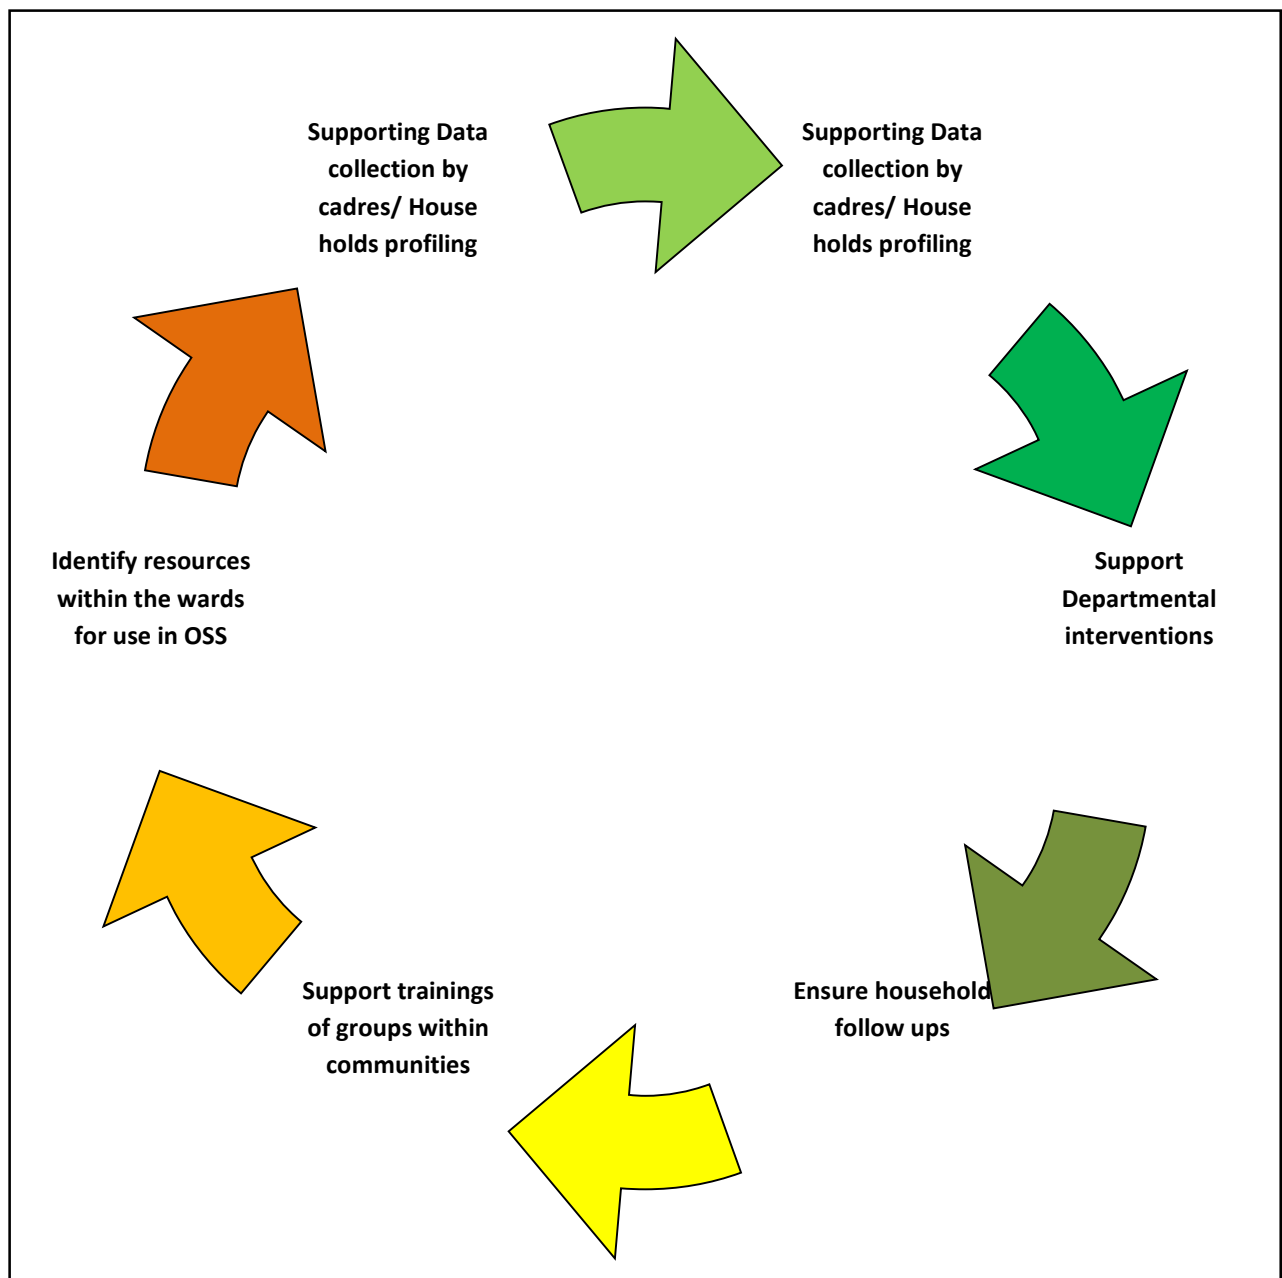 Supporting Data
collection by
cadres/ House
holds profiling
Supporting Data
collection by
cadres/ House
holds profiling
Support
Departmental
interventions
Ensure household
follow ups
Support trainings
of groups within
communities
Identify resources
within the wards
for use in OSS